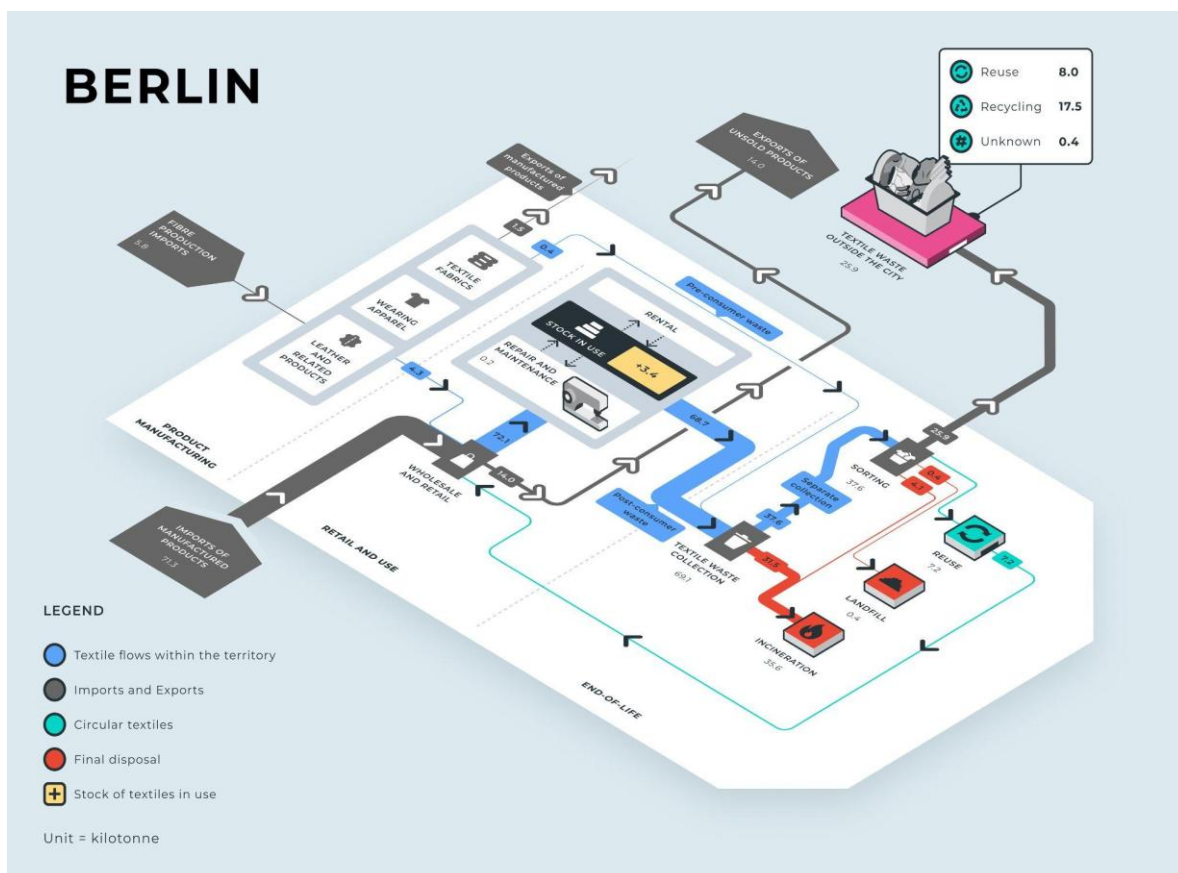 BERLIN
Reuse 8.0
Recycling 17.5
Unknown 0.4
EXPORTS OF
UNSOLD PRODUCTS
14.0
Exports of
manufactured
products
1.5
FIBRE
PRODUCTION
IMPORTS
5.8
TEXTILE
FABRICS
WEARING
APPAREL
LEATHER
AND
RELATED
PRODUCTS
0.4
Pre-consumer waste
TEXTILE WASTE
OUTSIDE THE CITY
25.9
RENTAL
STOCK IN USE
+3.4
REPAIR AND
MAINTENANCE
0.2
4.3
PRODUCT
MANUFACTURING
72.1
68.7
WHOLESALE
AND RETAIL
14.0
IMPORTS OF
MANUFACTURED
PRODUCTS
71.3
RETAIL AND USE
Post-consumer
waste
TEXTILE WASTE
COLLECTION
69.1
37.6
Separate
collection
SORTING
37.6
25.9
0.4
4.1
31.5
REUSE
7.2
7.2
LANDFILL
0.4
INCINERATION
35.6
END-OF-LIFE
LEGEND
Textile flows within the territory
Imports and Exports
Circular textiles
Final disposal
Stock of textiles in use
Unit = kilotonne